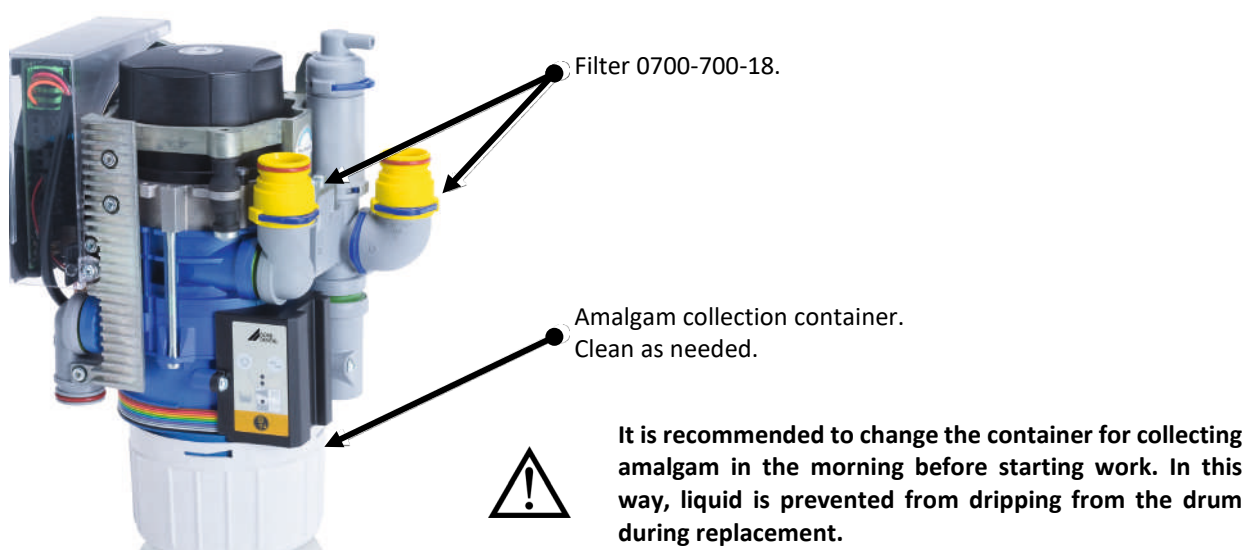 Filter 0700-700-18.
Amalgam collection container.
Clean as needed.
DÜRR
DENTAL
It is recommended to change the container for collecting
amalgam in the morning before starting work. In this
way, liquid is prevented from dripping from the drum
during replacement.